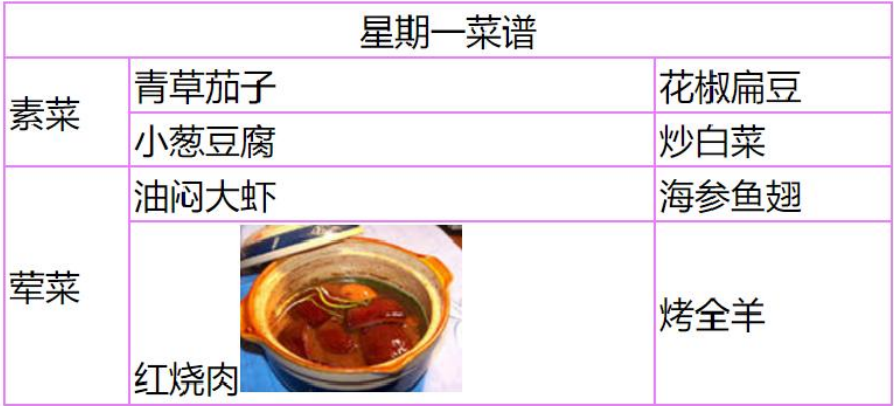 星期一菜谱
素菜
青草茄子
花椒扁豆
小葱豆腐
炒白菜
荤菜
油闷大虾
海参鱼翅
红烧肉
烤全羊